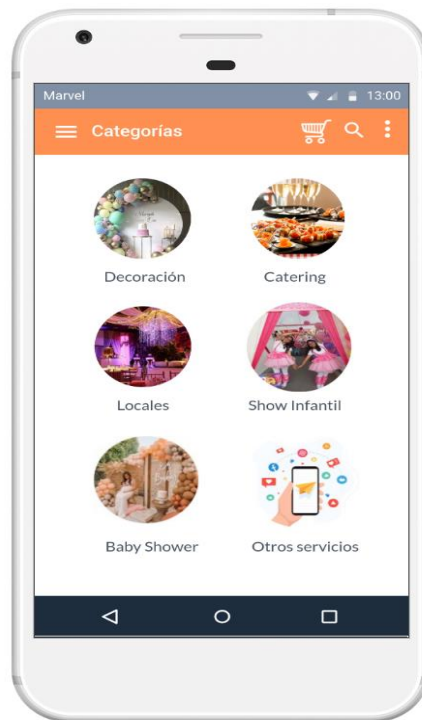 Marvel 13:00
Categorías
Decoración Catering
Locales Show Infantil
Baby Shower Otros servicios